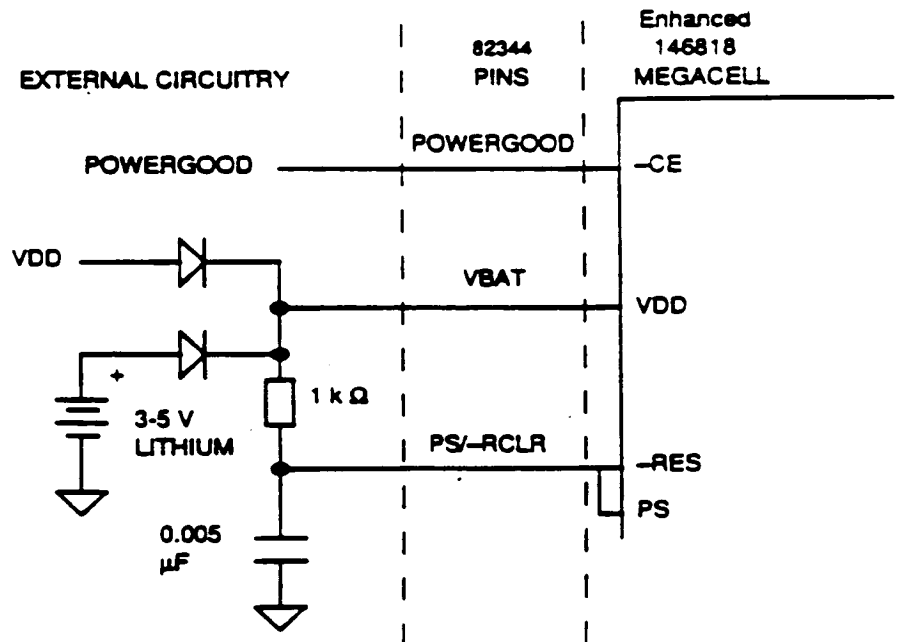 Enhanced
82344
146818
EXTERNAL CIRCUITRY
PINS
MEGACELL
POWERGOOD
POWERGOOD
–CE
VDD
VBAT
VDD
+
1 k Ω
3-5 V
LITHIUM
PS/–RCLR
–RES
PS
0.005
µF